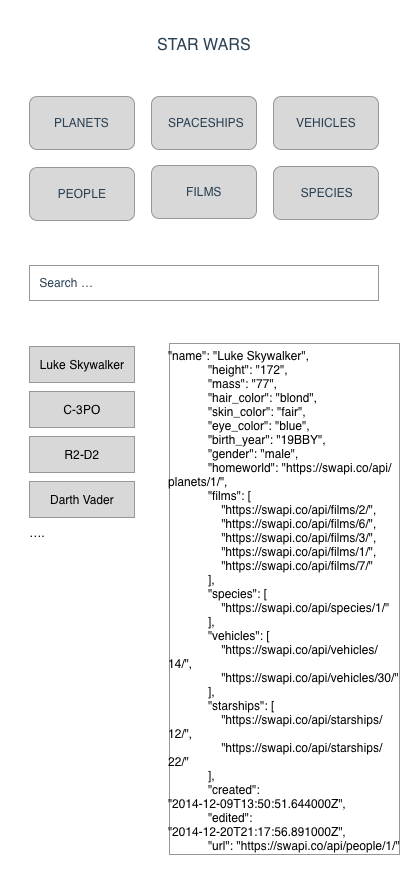 STAR WARS
PLANETS
SPACESHIPS
VEHICLES
PEOPLE
FILMS
SPECIES
Search …
Luke Skywalker
C-3PO
R2-D2
Darth Vader
....
"name": "Luke Skywalker",
"height": "172",
"mass": "77",
"hair_color": "blond",
"skin_color": "fair",
"eye_color": "blue",
"birth_year": "19BBY",
"gender": "male",
"homeworld": "https://swapi.co/api/
planets/1/",
"films": [
"https://swapi.co/api/films/2/",
"https://swapi.co/api/films/6/",
"https://swapi.co/api/films/3/",
"https://swapi.co/api/films/1/",
"https://swapi.co/api/films/7/"
],
"species": [
"https://swapi.co/api/species/1/"
],
"vehicles": [
"https://swapi.co/api/vehicles/
14/",
"https://swapi.co/api/vehicles/30/"
],
"starships": [
"https://swapi.co/api/starships/
12/",
"https://swapi.co/api/starships/
22/"
],
"created":
"2014-12-09T13:50:51.644000Z",
"edited":
"2014-12-20T21:17:56.891000Z",
"url": "https://swapi.co/api/people/1/"